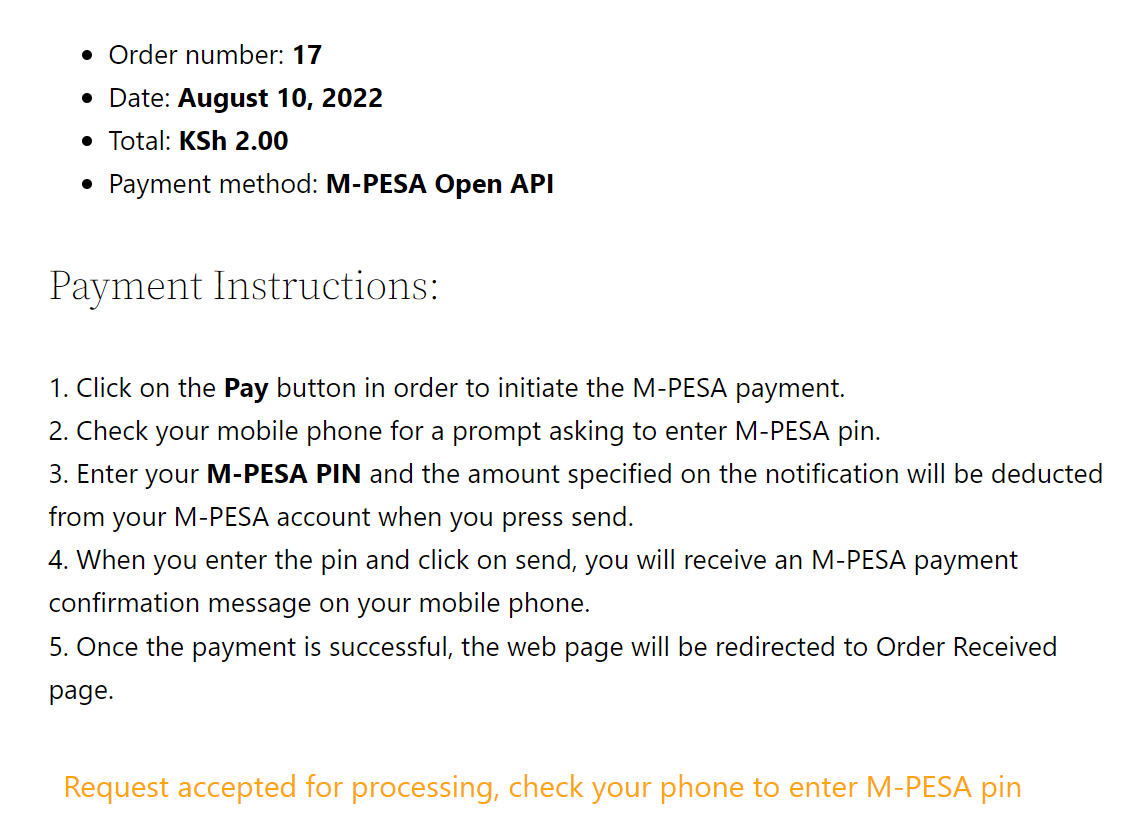 Order number: 17
Date: August 10, 2022
Total: KSh 2.00
Payment method: M-PESA Open API
Payment Instructions:
1. Click on the Pay button in order to initiate the M-PESA payment.
2. Check your mobile phone for a prompt asking to enter M-PESA pin.
3. Enter your M-PESA PIN and the amount specified on the notification will be deducted
from your M-PESA account when you press send.
4. When you enter the pin and click on send, you will receive an M-PESA payment
confirmation message on your mobile phone.
5. Once the payment is successful, the web page will be redirected to Order Received
page.
Request accepted for processing, check your phone to enter M-PESA pin